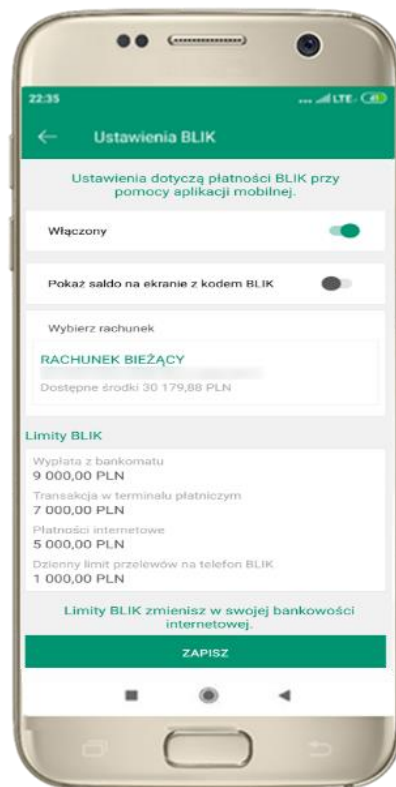 22:35
LTE
Ustawienia BLIK
Ustawienia dotyczą płatności BLIK przy
pomocy aplikacji mobilnej.
Włączony
Pokaż saldo na ekranie z kodem BLIK
Wybierz rachunek
RACHUNEK BIEŻĄCY
Dostępne środki 30 179,88 PLN
Limity BLIK
Wypłata z bankomatu
9 000,00 PLN
Transakcja w terminalu płatniczym
7 000,00 PLN
Płatności internetowe
5 000,00 PLN
Dzienny limit przelewów na telefon BLIK
1 000,00 PLN
Limity BLIK zmienisz w swojej bankowości
internetowej.
ZAPISZ